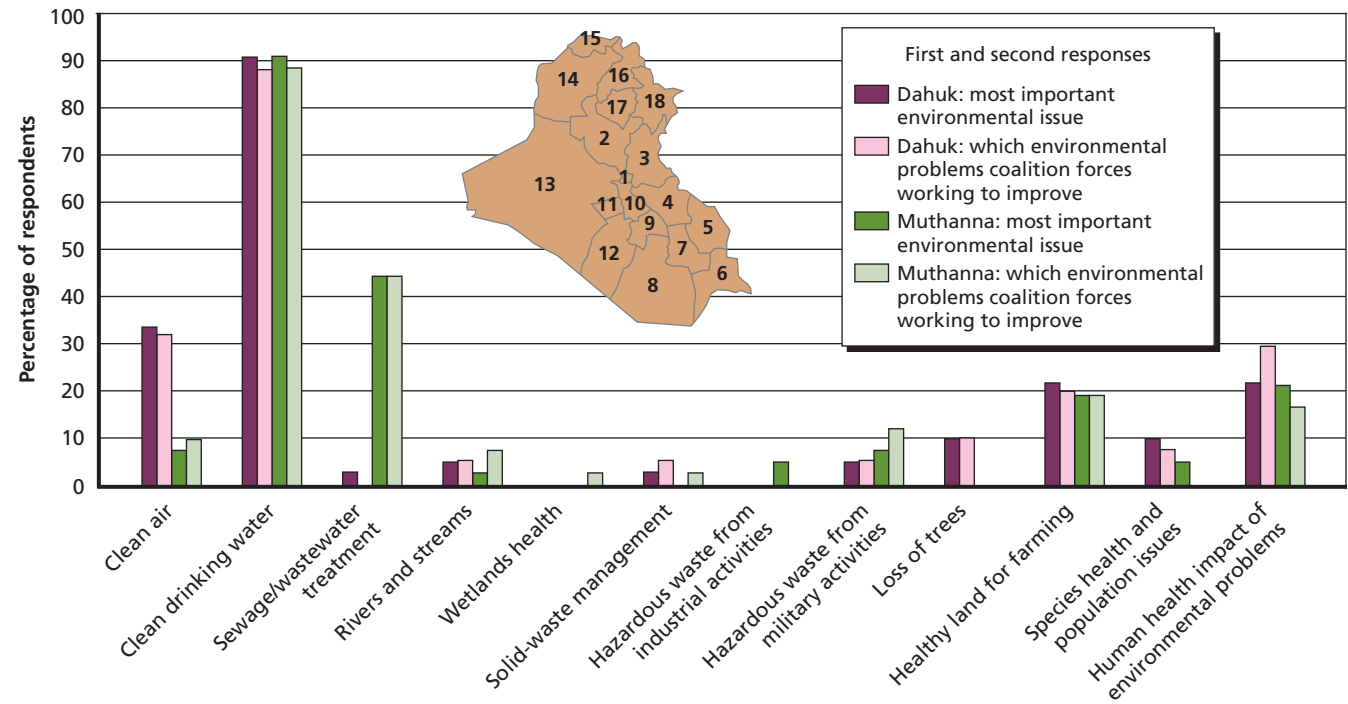 Percentage of respondents
100
90
80
70
60
50
40
30
20
10
0
15
14
16
17
18
2
3
1
13
11
10
4
9
5
12
7
6
8
First and second responses
Dahuk: most important
environmental issue
Dahuk: which environmental
problems coalition forces
working to improve
Muthanna: most important
environmental issue
Muthanna: which environmental
problems coalition forces
working to improve
Clean air
Clean drinking water
Sewage/wastewater
treatment
Rivers and streams
Wetlands health
Solid-waste management
Hazardous waste from
industrial activities
Hazardous waste from
military activities
Loss of trees
Healthy land for farming
Species health and
population issues
Human health impact of
environmental problems